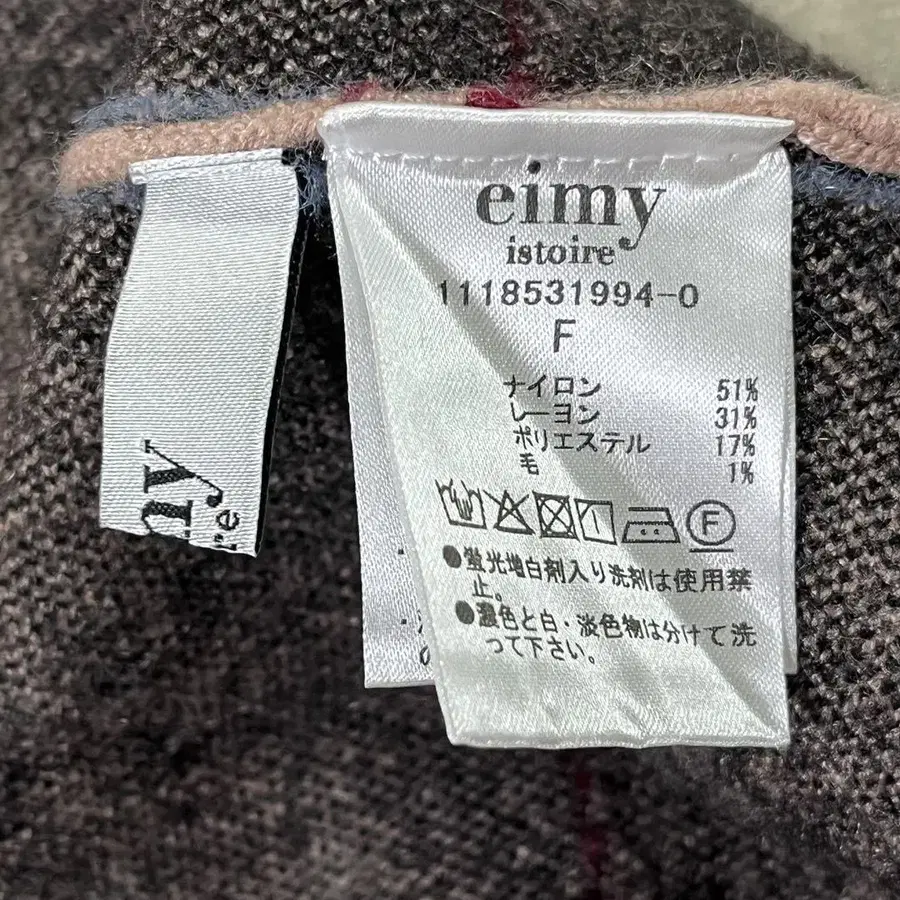 eimy
istoire
1118531994-0
F
ナイロン 51%
レーヨン 31%
ポリエステル 17%
毛 1%
F
●蛍光増白剤入り洗剤は使用禁
止。
●濃色と白・淡色物は分けて洗
って下さい。
my
re